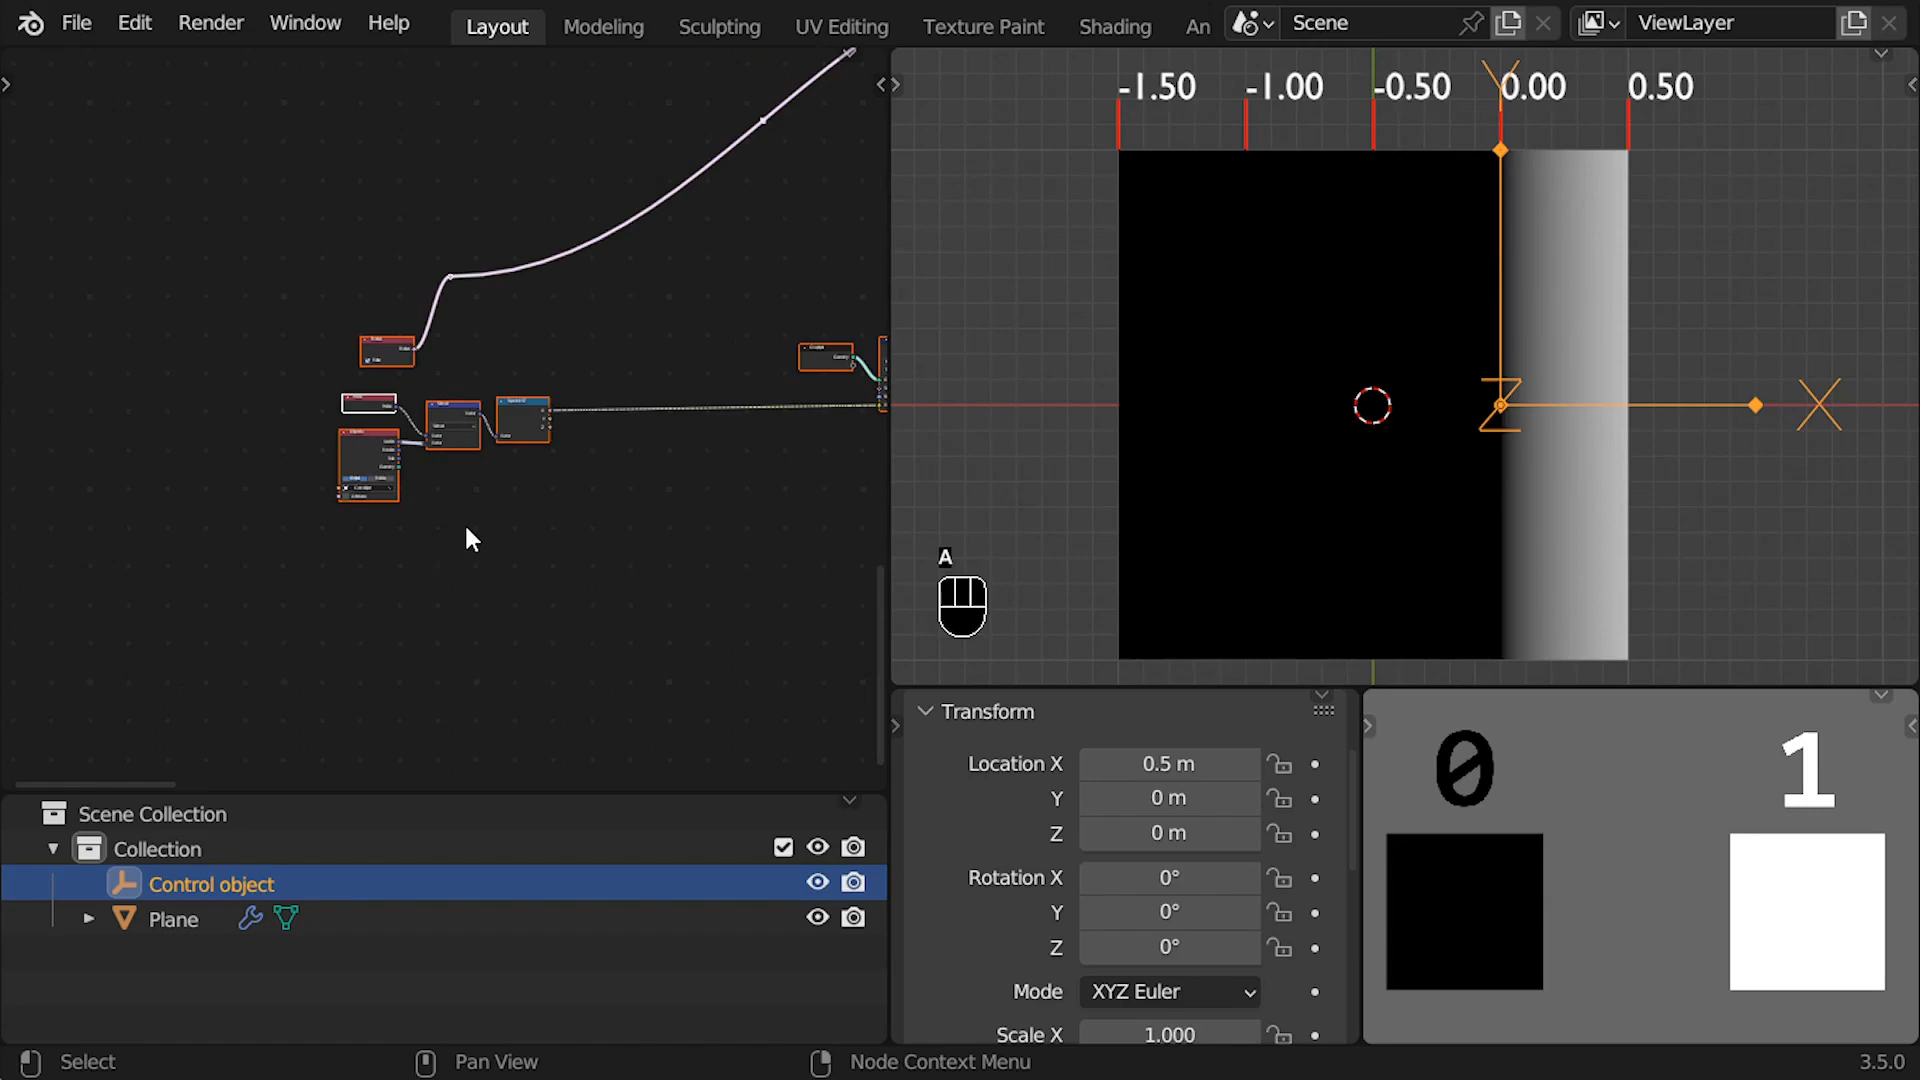 File Edit Render Window Help Layout Modeling Sculpting UV Editing Texture Paint Shading An Scene ViewLayer
-1.50 -1.00 -0.50 0.00 0.50
Y
Z X
A
Transform
Location X 0.5 m
Y 0 m
Z 0 m
Rotation X 0°
Y 0°
Z 0°
Mode XYZ Euler
Scale X 1.000
0 1
Scene Collection
Collection
Control object
Plane
Select Pan View Node Context Menu 3.5.0